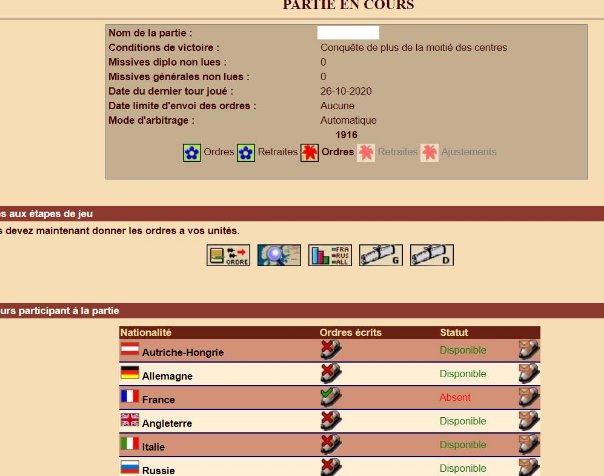 PARTIE EN COURS
Nom de la partie :
Conditions de victoire : Conquête de plus de la moitié des centres
Missives diplo non lues : 0
Missives générales non lues : 0
Date du dernier tour joué : 26-10-2020
Date limite d'envoi des ordres : Aucune
Mode d'arbitrage : Automatique
1916
Ordres Retraites Ordres Retraites Ajustements
es aux étapes de jeu
s devez maintenant donner les ordres a vos unités.
ORDRE =FRA =RUS =ALL G D
urs participant à la partie
Nationalité Ordres écrits Statut
Autriche-Hongrie Disponible
Allemagne Disponible
France Absent
Angleterre Disponible
Italie Disponible
Russie Disponible